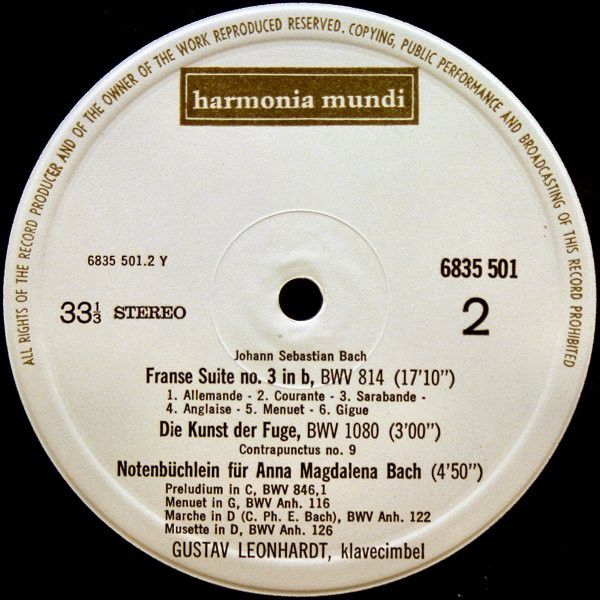 ALL RIGHTS OF THE RECORD PRODUCER AND OF THE OWNER OF THE WORK REPRODUCED RESERVED. COPYING, PUBLIC PERFORMANCE AND BROADCASTING OF THIS RECORD PROHIBITED
harmonia mundi
6835 501.2 Y
6835 501
33⅓ STEREO
2
Johann Sebastian Bach
Franse Suite no. 3 in b, BWV 814 (17'10")
1. Allemande - 2. Courante - 3. Sarabande -
4. Anglaise - 5. Menuet - 6. Gigue
Die Kunst der Fuge, BWV 1080 (3'00")
Contrapunctus no. 9
Notenbüchlein für Anna Magdalena Bach (4'50")
Preludium in C, BWV 846,1
Menuet in G, BWV Anh. 116
Marche in D (C. Ph. E. Bach), BWV Anh. 122
Musette in D, BWV Anh. 126
GUSTAV LEONHARDT, klavecimbel